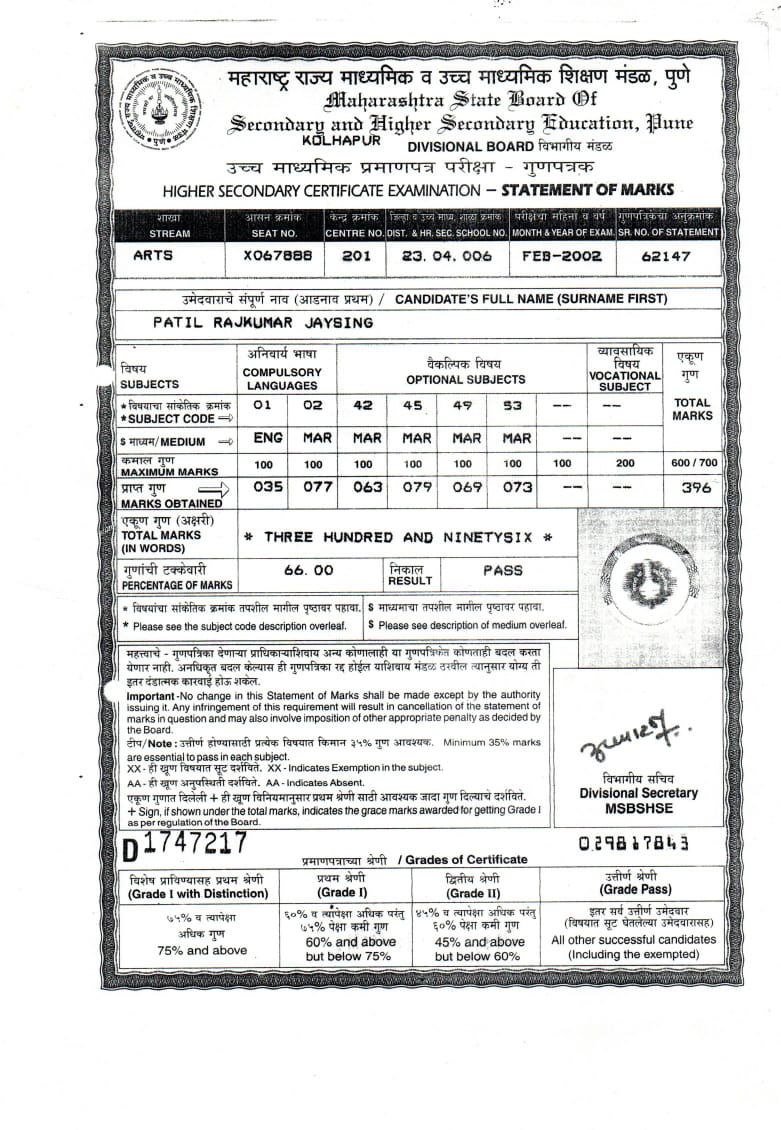 महाराष्ट्र राज्य माध्यमिक व उच्च माध्यमिक शिक्षण मंडळ, पुणे
Maharashtra State Board Of
Secondary and Higher Secondary Education, Pune
KOLHAPUR DIVISIONAL BOARD विभागीय मंडळ
उच्च माध्यमिक प्रमाणपत्र परीक्षा - गुणपत्रक
HIGHER SECONDARY CERTIFICATE EXAMINATION – STATEMENT OF MARKS
शाखा आसन क्रमांक केन्द्र क्रमांक जिल्हा व उच्च माध्य. शाळा क्रमांक परीक्षेचा महिना व वर्ष गुणपत्रिकेचा अनुक्रमांक
STREAM SEAT NO. CENTRE NO. DIST. & HR. SEC. SCHOOL NO. MONTH & YEAR OF EXAM. SR. NO. OF STATEMENT
ARTS X067888 201 23. 04. 006 FEB-2002 62147
उमेदवाराचे संपूर्ण नाव (आडनाव प्रथम) / CANDIDATE'S FULL NAME (SURNAME FIRST)
PATIL RAJKUMAR JAYSING
विषय
SUBJECTS
अनिवार्य भाषा
COMPULSORY
LANGUAGES
वैकल्पिक विषय
OPTIONAL SUBJECTS
व्यावसायिक
विषय
VOCATIONAL
SUBJECT
एकूण
गुण
TOTAL
MARKS
* विषयाचा सांकेतिक क्रमांक
* SUBJECT CODE ⇨ 01 02 42 45 49 53 -- --
$ माध्यम/ MEDIUM ⇨ ENG MAR MAR MAR MAR MAR -- --
कमाल गुण
MAXIMUM MARKS 100 100 100 100 100 100 100 200 600 / 700
प्राप्त गुण
MARKS OBTAINED 035 077 063 079 069 073 -- -- 396
एकूण गुण (अक्षरी)
TOTAL MARKS
(IN WORDS)
* THREE HUNDRED AND NINETYSIX *
गुणांची टक्केवारी
PERCENTAGE OF MARKS
66.00
निकाल
RESULT
PASS
* विषयांचा सांकेतिक क्रमांक तपशील मागील पृष्ठावर पहावा. $ माध्यमाचा तपशील मागील पृष्ठावर पहावा.
* Please see the subject code description overleaf. $ Please see description of medium overleaf.
महत्त्वाचे - गुणपत्रिका देणाऱ्या प्राधिकाऱ्याशिवाय अन्य कोणालाही या गुणपत्रिकेत कोणताही बदल करता
येणार नाही. अनधिकृत बदल केल्यास ही गुणपत्रिका रद्द होईल याशिवाय मंडळ ठरवील त्यानुसार योग्य ती
इतर दंडात्मक कारवाई होऊ शकेल.
Important -No change in this Statement of Marks shall be made except by the authority
issuing it. Any infringement of this requirement will result in cancellation of the statement of
marks in question and may also involve imposition of other appropriate penalty as decided by
the Board.
टीप/ Note : उत्तीर्ण होण्यासाठी प्रत्येक विषयात किमान ३५% गुण आवश्यक. Minimum 35% marks
are essential to pass in each subject.
XX - ही खूण विषयात सूट दर्शविते. XX - Indicates Exemption in the subject.
AA - ही खूण अनुपस्थिती दर्शविते. AA - Indicates Absent.
एकूण गुणात दिलेली + ही खूण विनियमानुसार प्रथम श्रेणी साठी आवश्यक जादा गुण दिल्याचे दर्शविते.
+ Sign, if shown under the total marks, indicates the grace marks awarded for getting Grade I
as per regulation of the Board.
विभागीय सचिव
Divisional Secretary
MSBSHSE
D 1747217
029817843
प्रमाणपत्राच्या श्रेणी / Grades of Certificate
विशेष प्राविण्यासह प्रथम श्रेणी
(Grade I with Distinction)
प्रथम श्रेणी
(Grade I)
द्वितीय श्रेणी
(Grade II)
उत्तीर्ण श्रेणी
(Grade Pass)
७५% व त्यापेक्षा
अधिक गुण
75% and above
६०% व त्यापेक्षा अधिक परंतु
७५% पेक्षा कमी गुण
60% and above
but below 75%
४५% व त्यापेक्षा अधिक परंतु
६०% पेक्षा कमी गुण
45% and above
but below 60%
इतर सर्व उत्तीर्ण उमेदवार
(विषयात सूट घेतलेल्या उमेदवारासह)
All other successful candidates
(Including the exempted)